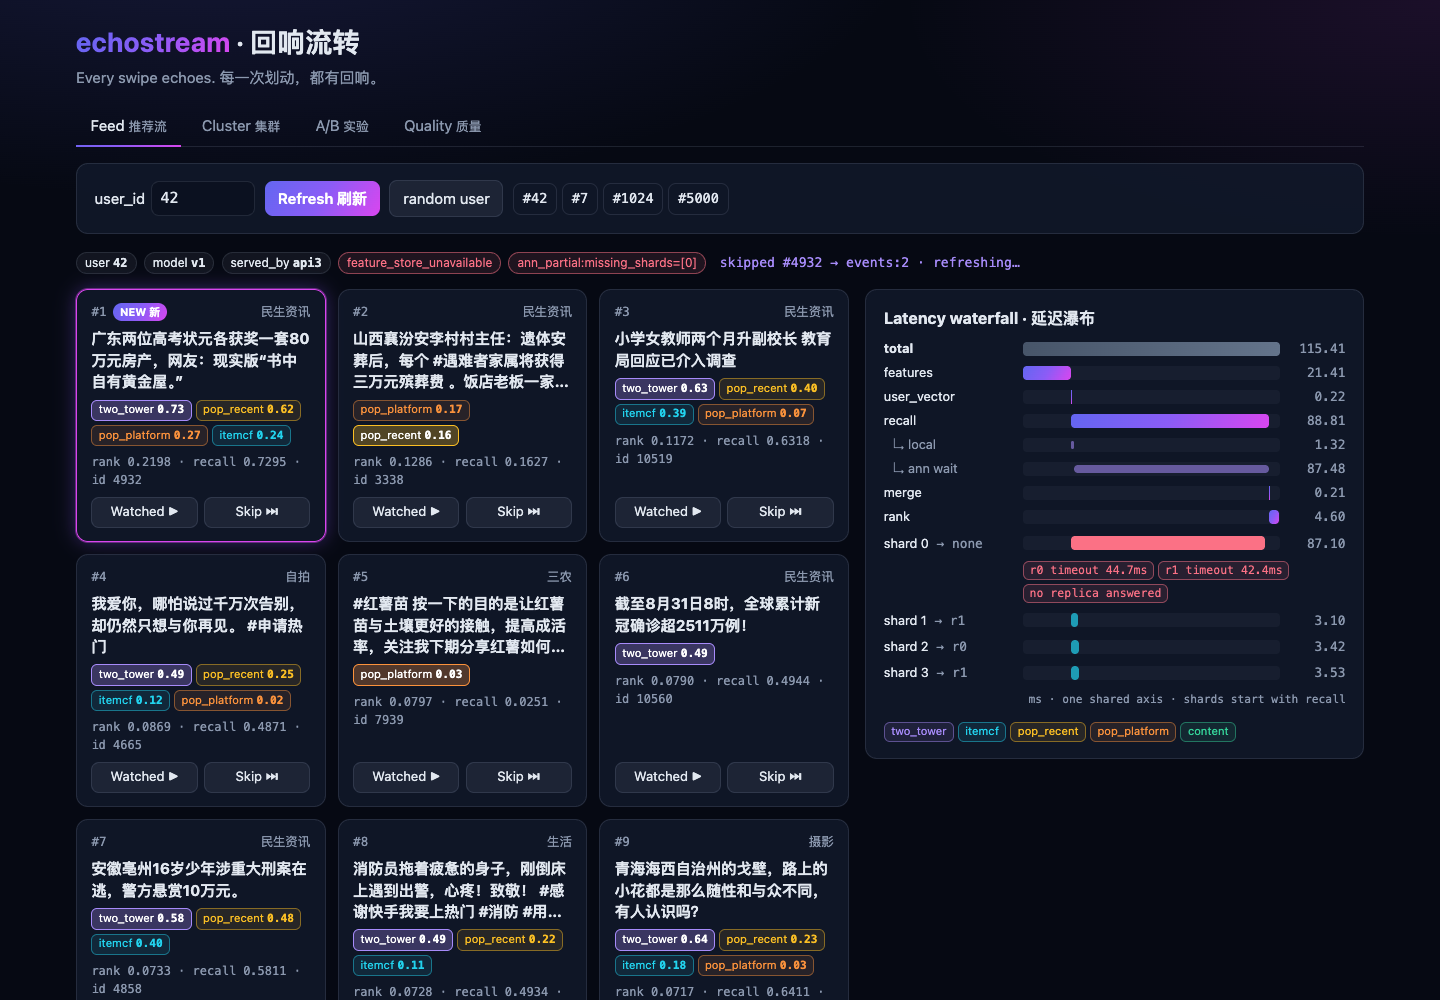 echostream · 回响流转
Every swipe echoes. 每一次划动，都有回响。
Feed 推荐流 Cluster 集群 A/B 实验 Quality 质量
user_id 42 Refresh 刷新 random user #42 #7 #1024 #5000
user 42 model v1 served_by api3 feature_store_unavailable ann_partial:missing_shards=[0] skipped #4932 → events:2 · refreshing…
#1 NEW 新 民生资讯
广东两位高考状元各获奖一套80
万元房产，网友：现实版“书中
自有黄金屋。”
two_tower 0.73 pop_recent 0.62
pop_platform 0.27 itemcf 0.24
rank 0.2198 · recall 0.7295 ·
id 4932
Watched ▶ Skip ⏭
#2 民生资讯
山西襄汾安李村村主任：遗体安
葬后，每个 #遇难者家属将获得
三万元殡葬费 。饭店老板一家…
pop_platform 0.17
pop_recent 0.16
rank 0.1286 · recall 0.1627 ·
id 3338
Watched ▶ Skip ⏭
#3 民生资讯
小学女教师两个月升副校长 教育
局回应已介入调查
two_tower 0.63 pop_recent 0.40
itemcf 0.39 pop_platform 0.07
rank 0.1172 · recall 0.6318 ·
id 10519
Watched ▶ Skip ⏭
#4 自拍
我爱你，哪怕说过千万次告别，
却仍然只想与你再见。 #申请热
门
two_tower 0.49 pop_recent 0.25
itemcf 0.12 pop_platform 0.02
rank 0.0869 · recall 0.4871 ·
id 4665
Watched ▶ Skip ⏭
#5 三农
#红薯苗 按一下的目的是让红薯
苗与土壤更好的接触，提高成活
率，关注我下期分享红薯如何…
pop_platform 0.03
rank 0.0797 · recall 0.0251 ·
id 7939
Watched ▶ Skip ⏭
#6 民生资讯
截至8月31日8时，全球累计新
冠确诊超2511万例！
two_tower 0.49
rank 0.0790 · recall 0.4944 ·
id 10560
Watched ▶ Skip ⏭
#7 民生资讯
安徽亳州16岁少年涉重大刑案在
逃，警方悬赏10万元。
two_tower 0.58 pop_recent 0.48
itemcf 0.40
rank 0.0733 · recall 0.5811 ·
id 4858
#8 生活
消防员拖着疲惫的身子，刚倒床
上遇到出警，心疼！致敬！ #感
谢快手我要上热门 #消防 #用…
two_tower 0.49 pop_recent 0.22
itemcf 0.11
rank 0.0728 · recall 0.4934 ·
#9 摄影
青海海西自治州的戈壁，路上的
小花都是那么随性和与众不同，
有人认识吗?
two_tower 0.64 pop_recent 0.23
itemcf 0.18 pop_platform 0.03
rank 0.0717 · recall 0.6411 ·
Latency waterfall · 延迟瀑布
total 115.41
features 21.41
user_vector 0.22
recall 88.81
↳ local 1.32
↳ ann wait 87.48
merge 0.21
rank 4.60
shard 0 → none 87.10
r0 timeout 44.7ms r1 timeout 42.4ms
no replica answered
shard 1 → r1 3.10
shard 2 → r0 3.42
shard 3 → r1 3.53
ms · one shared axis · shards start with recall
two_tower itemcf pop_recent pop_platform content